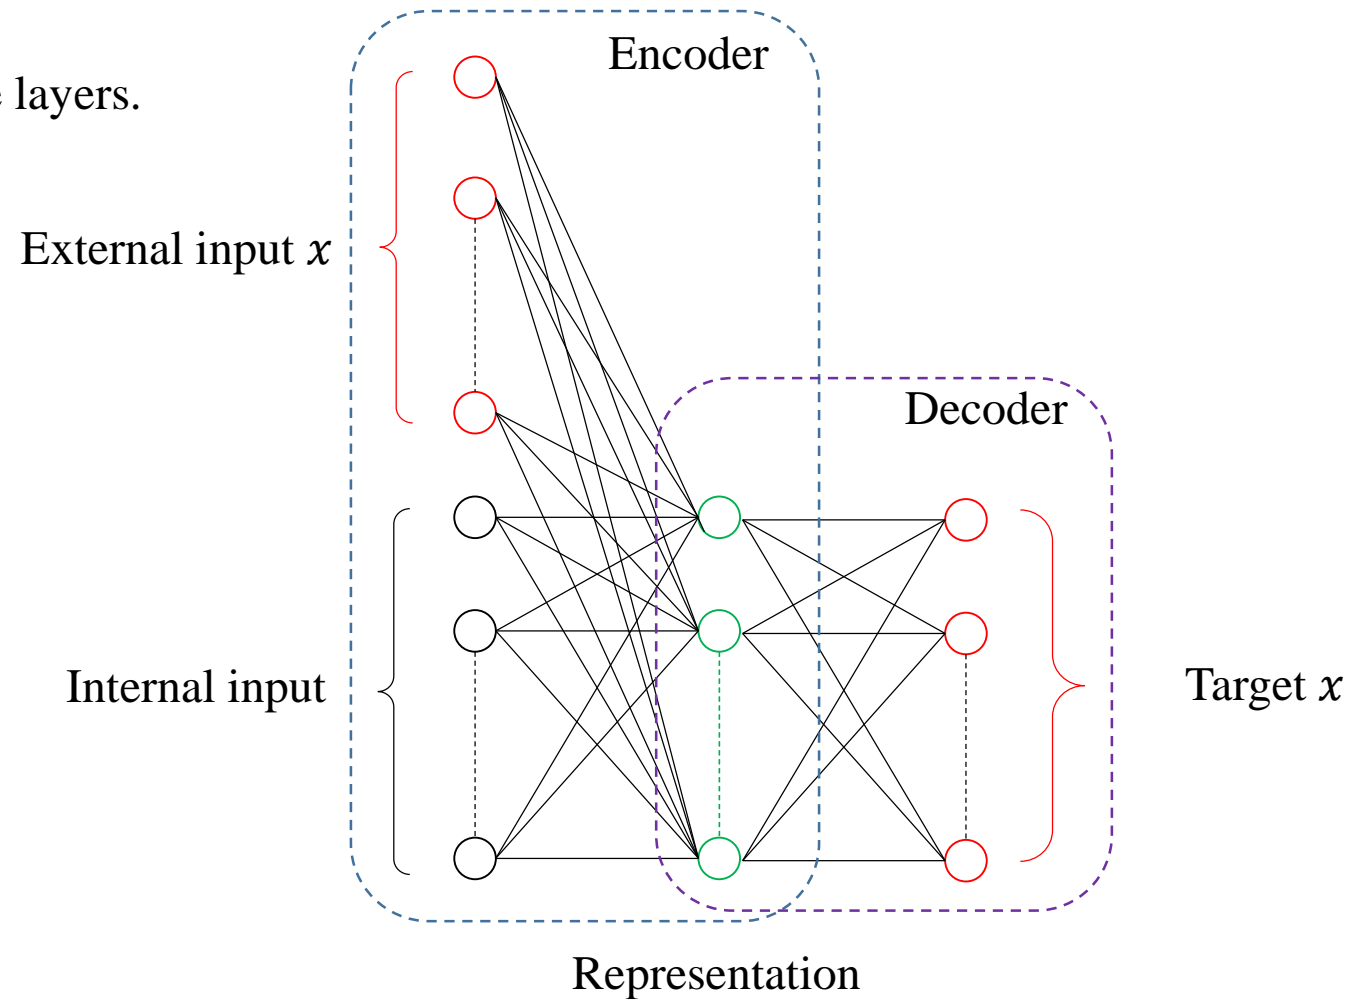 Encoder
layers.
External input x
Decoder
Internal input
Target x
Representation